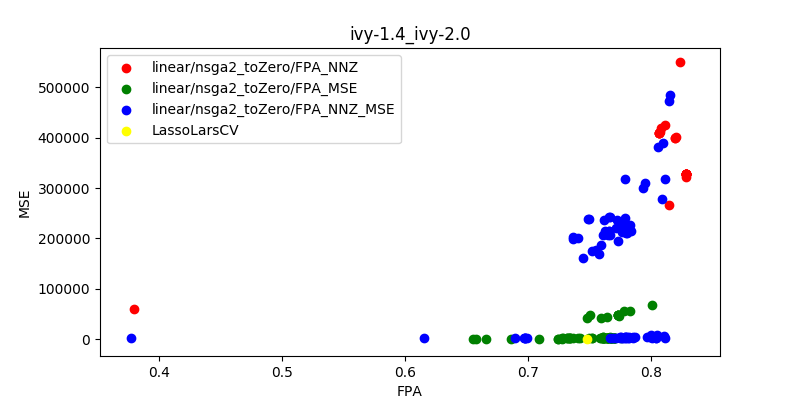 ivy-1.4_ivy-2.0
linear/nsga2_toZero/FPA_NNZ
linear/nsga2_toZero/FPA_MSE
linear/nsga2_toZero/FPA_NNZ_MSE
LassoLarsCV
MSE
500000
400000
300000
200000
100000
0
0.4 0.5 0.6 0.7 0.8
FPA